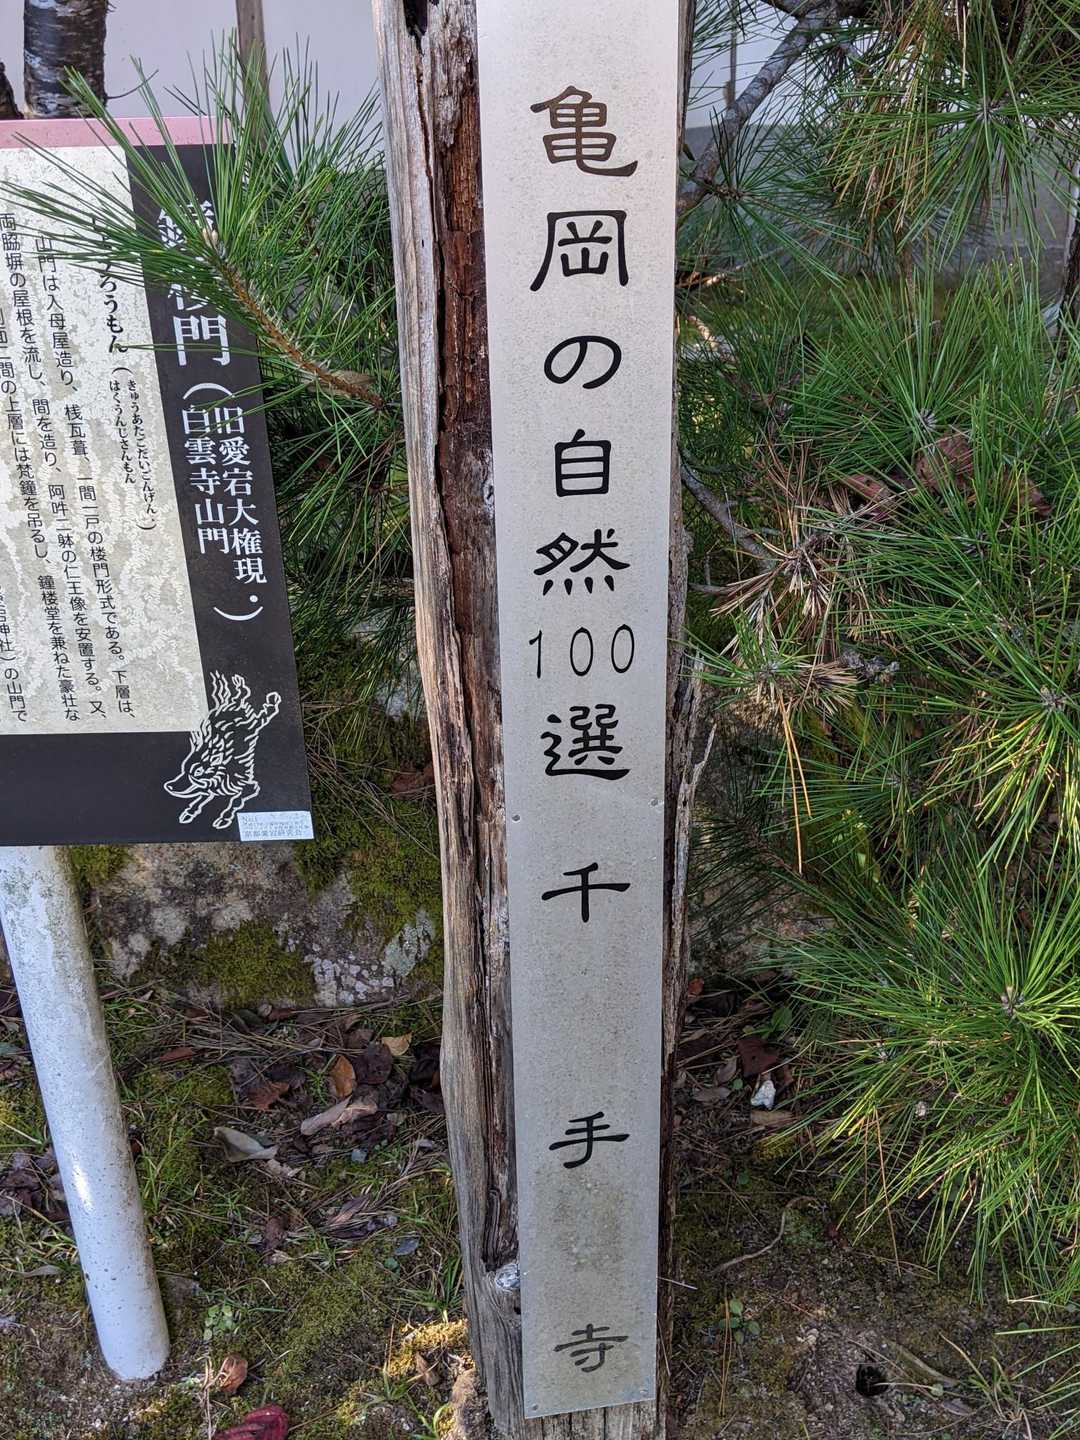 亀岡の自然100選 千手寺
楼門（旧愛宕大権現・
白雲寺山門）
ろうもん（
きゅうあたごだいごんげん・
はくうんじさんもん）
山門は入母屋造り、桟瓦葺、一間一戸の楼門形式である。下層は、
両脇塀の屋根を流し、間を造り、阿吽二躰の仁王像を安置する。又、
二間の上層には梵鐘を吊るし、鐘楼堂を兼ねた豪壮な
神社）の山門で